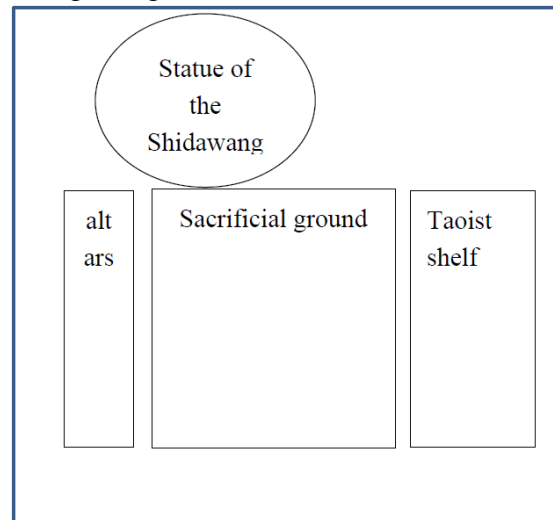 Statue of
the
Shidawang
alt
ars
Sacrificial ground
Taoist
shelf